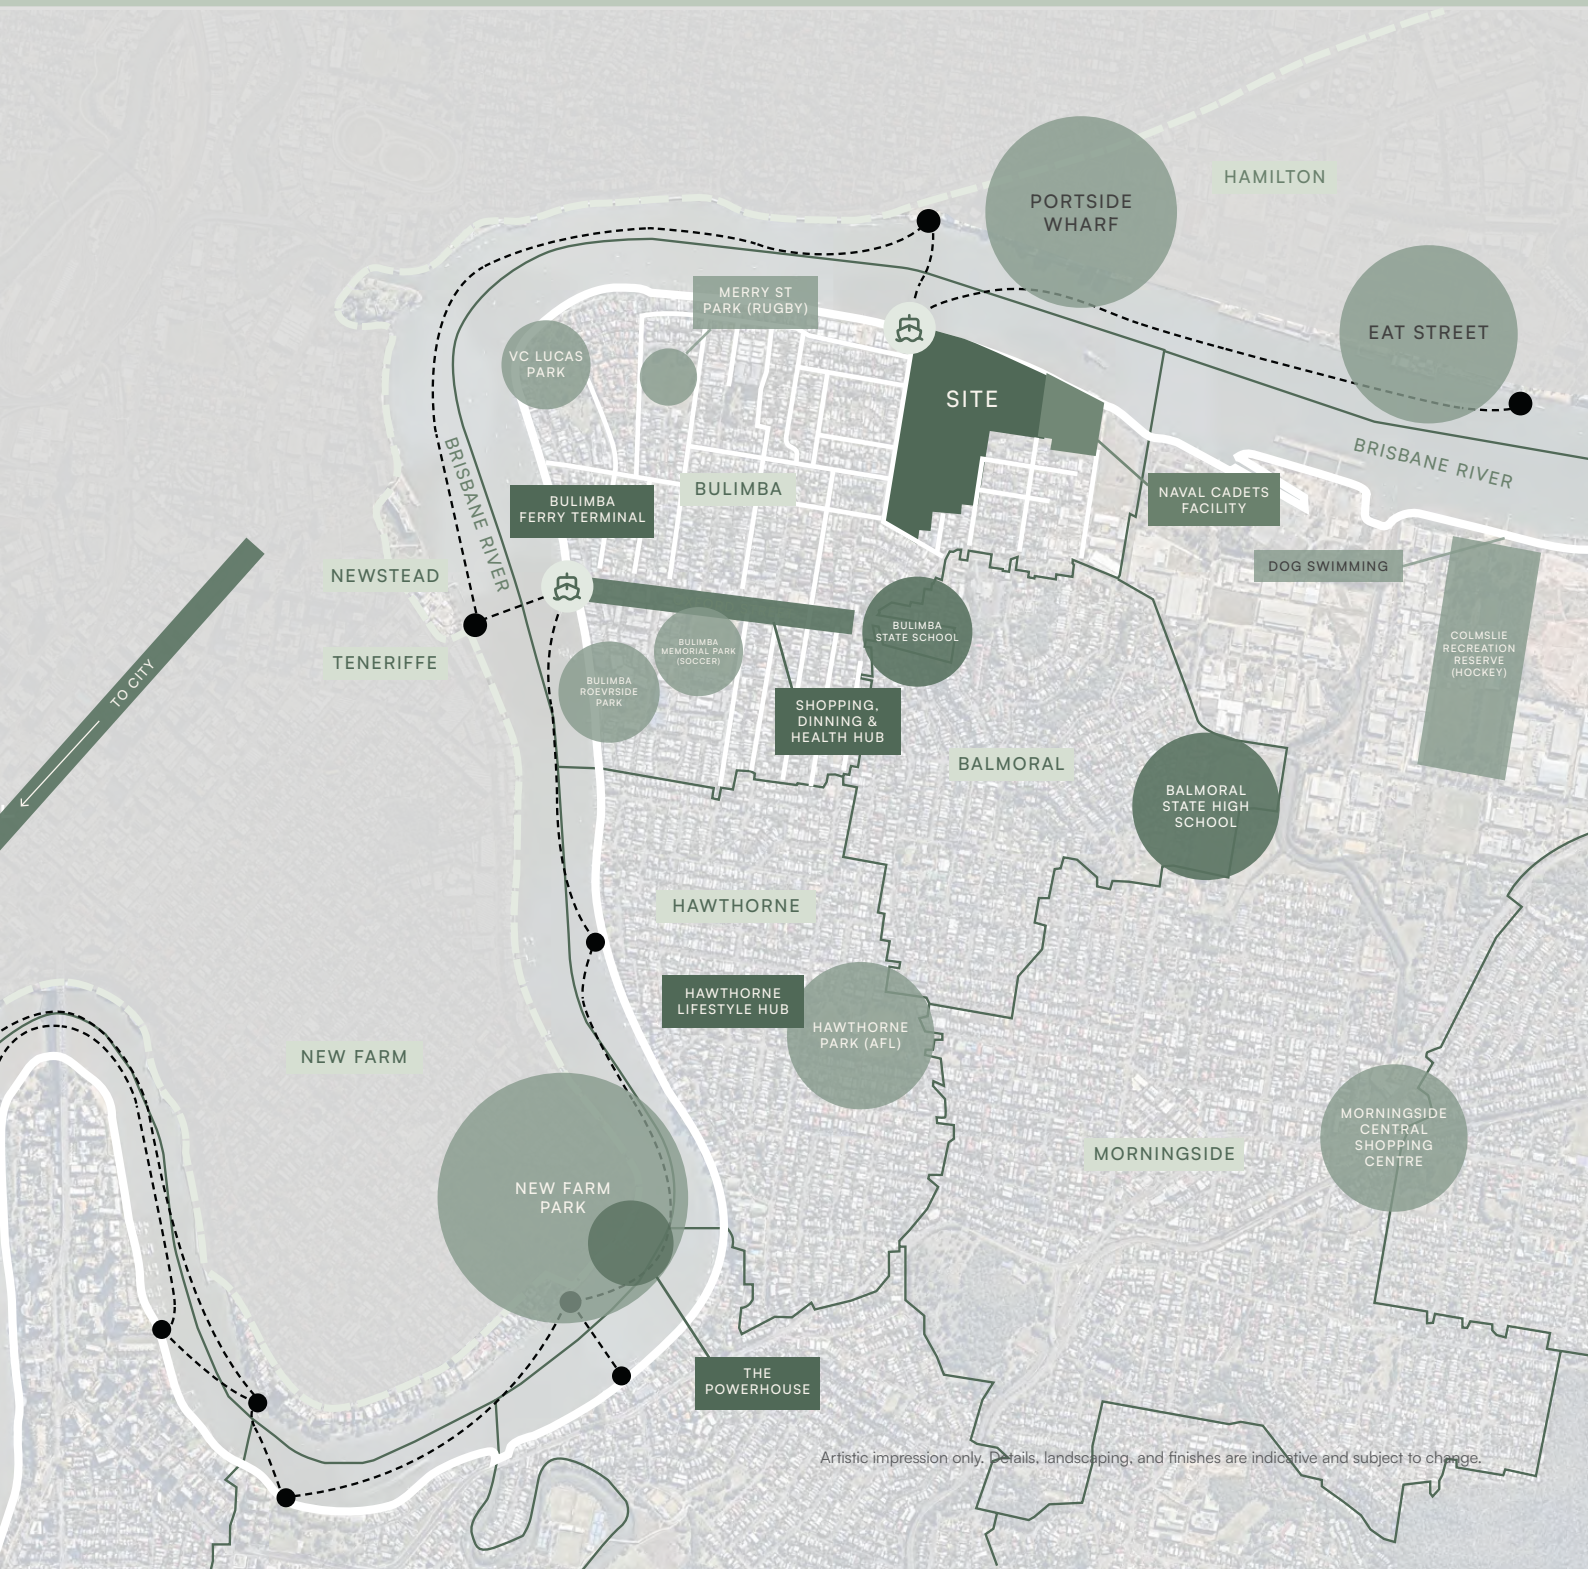 HAMILTON
PORTSIDE
WHARF
MERRY ST
PARK (RUGBY)
EAT STREET
VC LUCAS
PARK
SITE
BRISBANE RIVER
BRISBANE RIVER
BULIMBA
BULIMBA
FERRY TERMINAL
NAVAL CADETS
FACILITY
DOG SWIMMING
NEWSTEAD
BULIMBA
STATE SCHOOL
COLMSLIE
RECREATION
RESERVE
(HOCKEY)
TENERIFFE
TO CITY
BULIMBA
MEMORIAL PARK
(SOCCER)
BULIMBA
ROEVRSIDE
PARK
SHOPPING,
DINNING &
HEALTH HUB
BALMORAL
BALMORAL
STATE HIGH
SCHOOL
HAWTHORNE
HAWTHORNE
LIFESTYLE HUB
HAWTHORNE
PARK (AFL)
NEW FARM
MORNINGSIDE
CENTRAL
SHOPPING
CENTRE
MORNINGSIDE
NEW FARM
PARK
THE
POWERHOUSE
Artistic impression only. Details, landscaping, and finishes are indicative and subject to change.